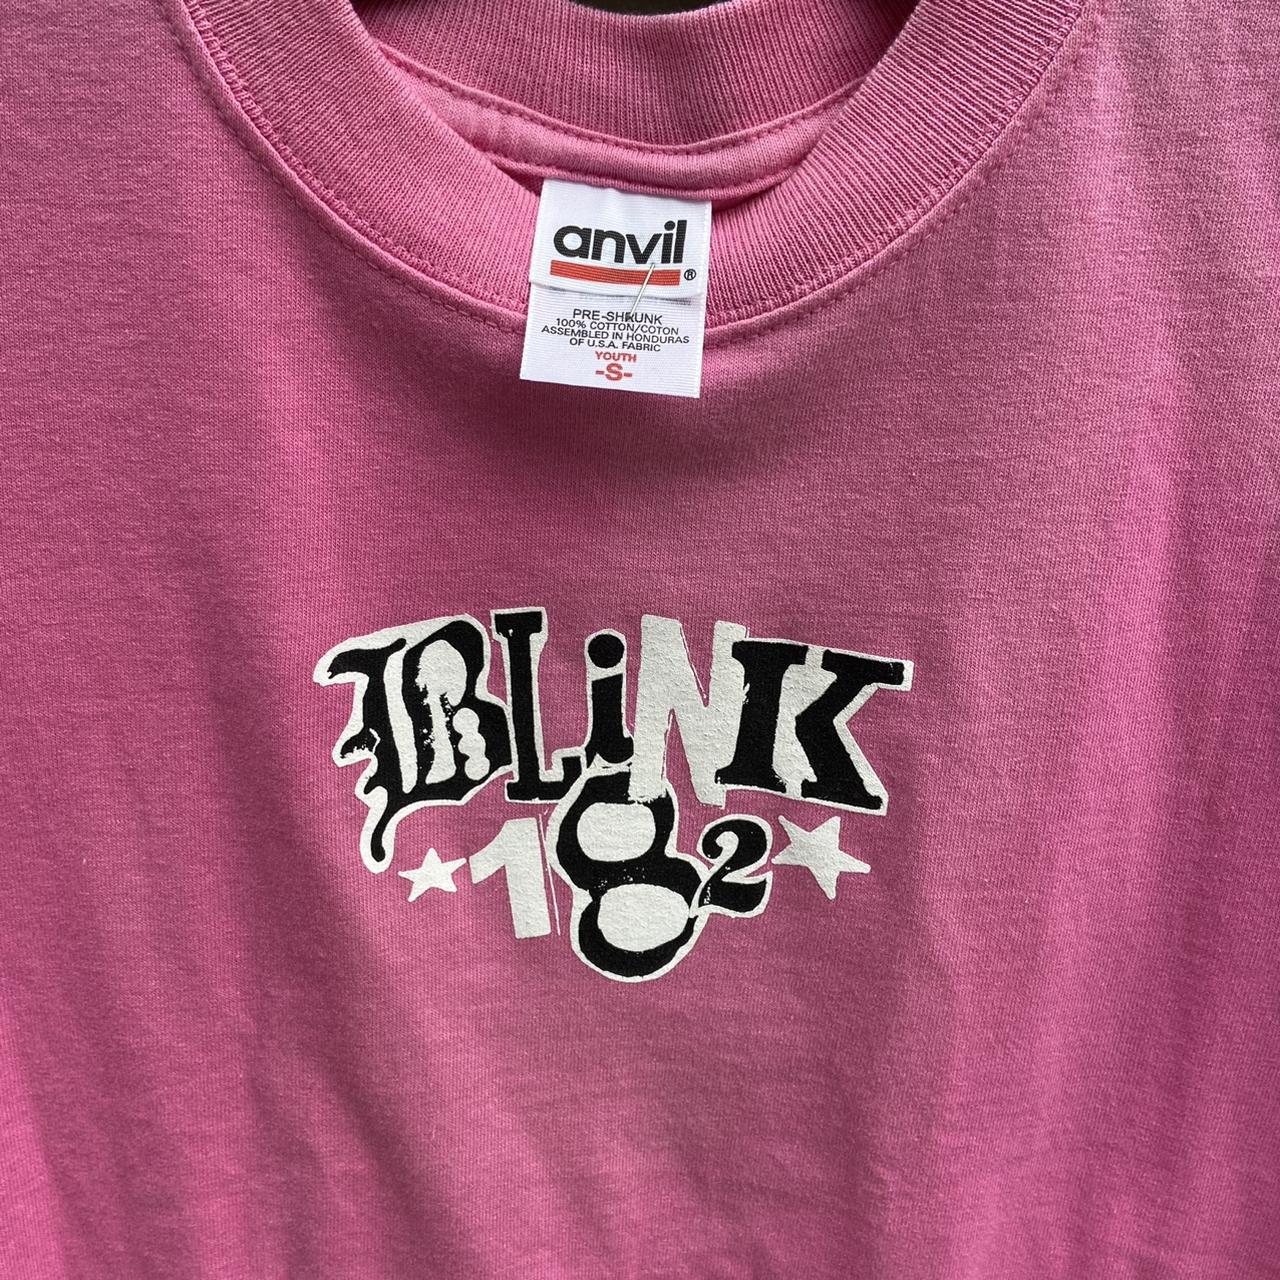 anvil®
PRE-SHRUNK
100% COTTON/COTON
ASSEMBLED IN HONDURAS
OF U.S.A. FABRIC
YOUTH
-S-
BLiNK
182